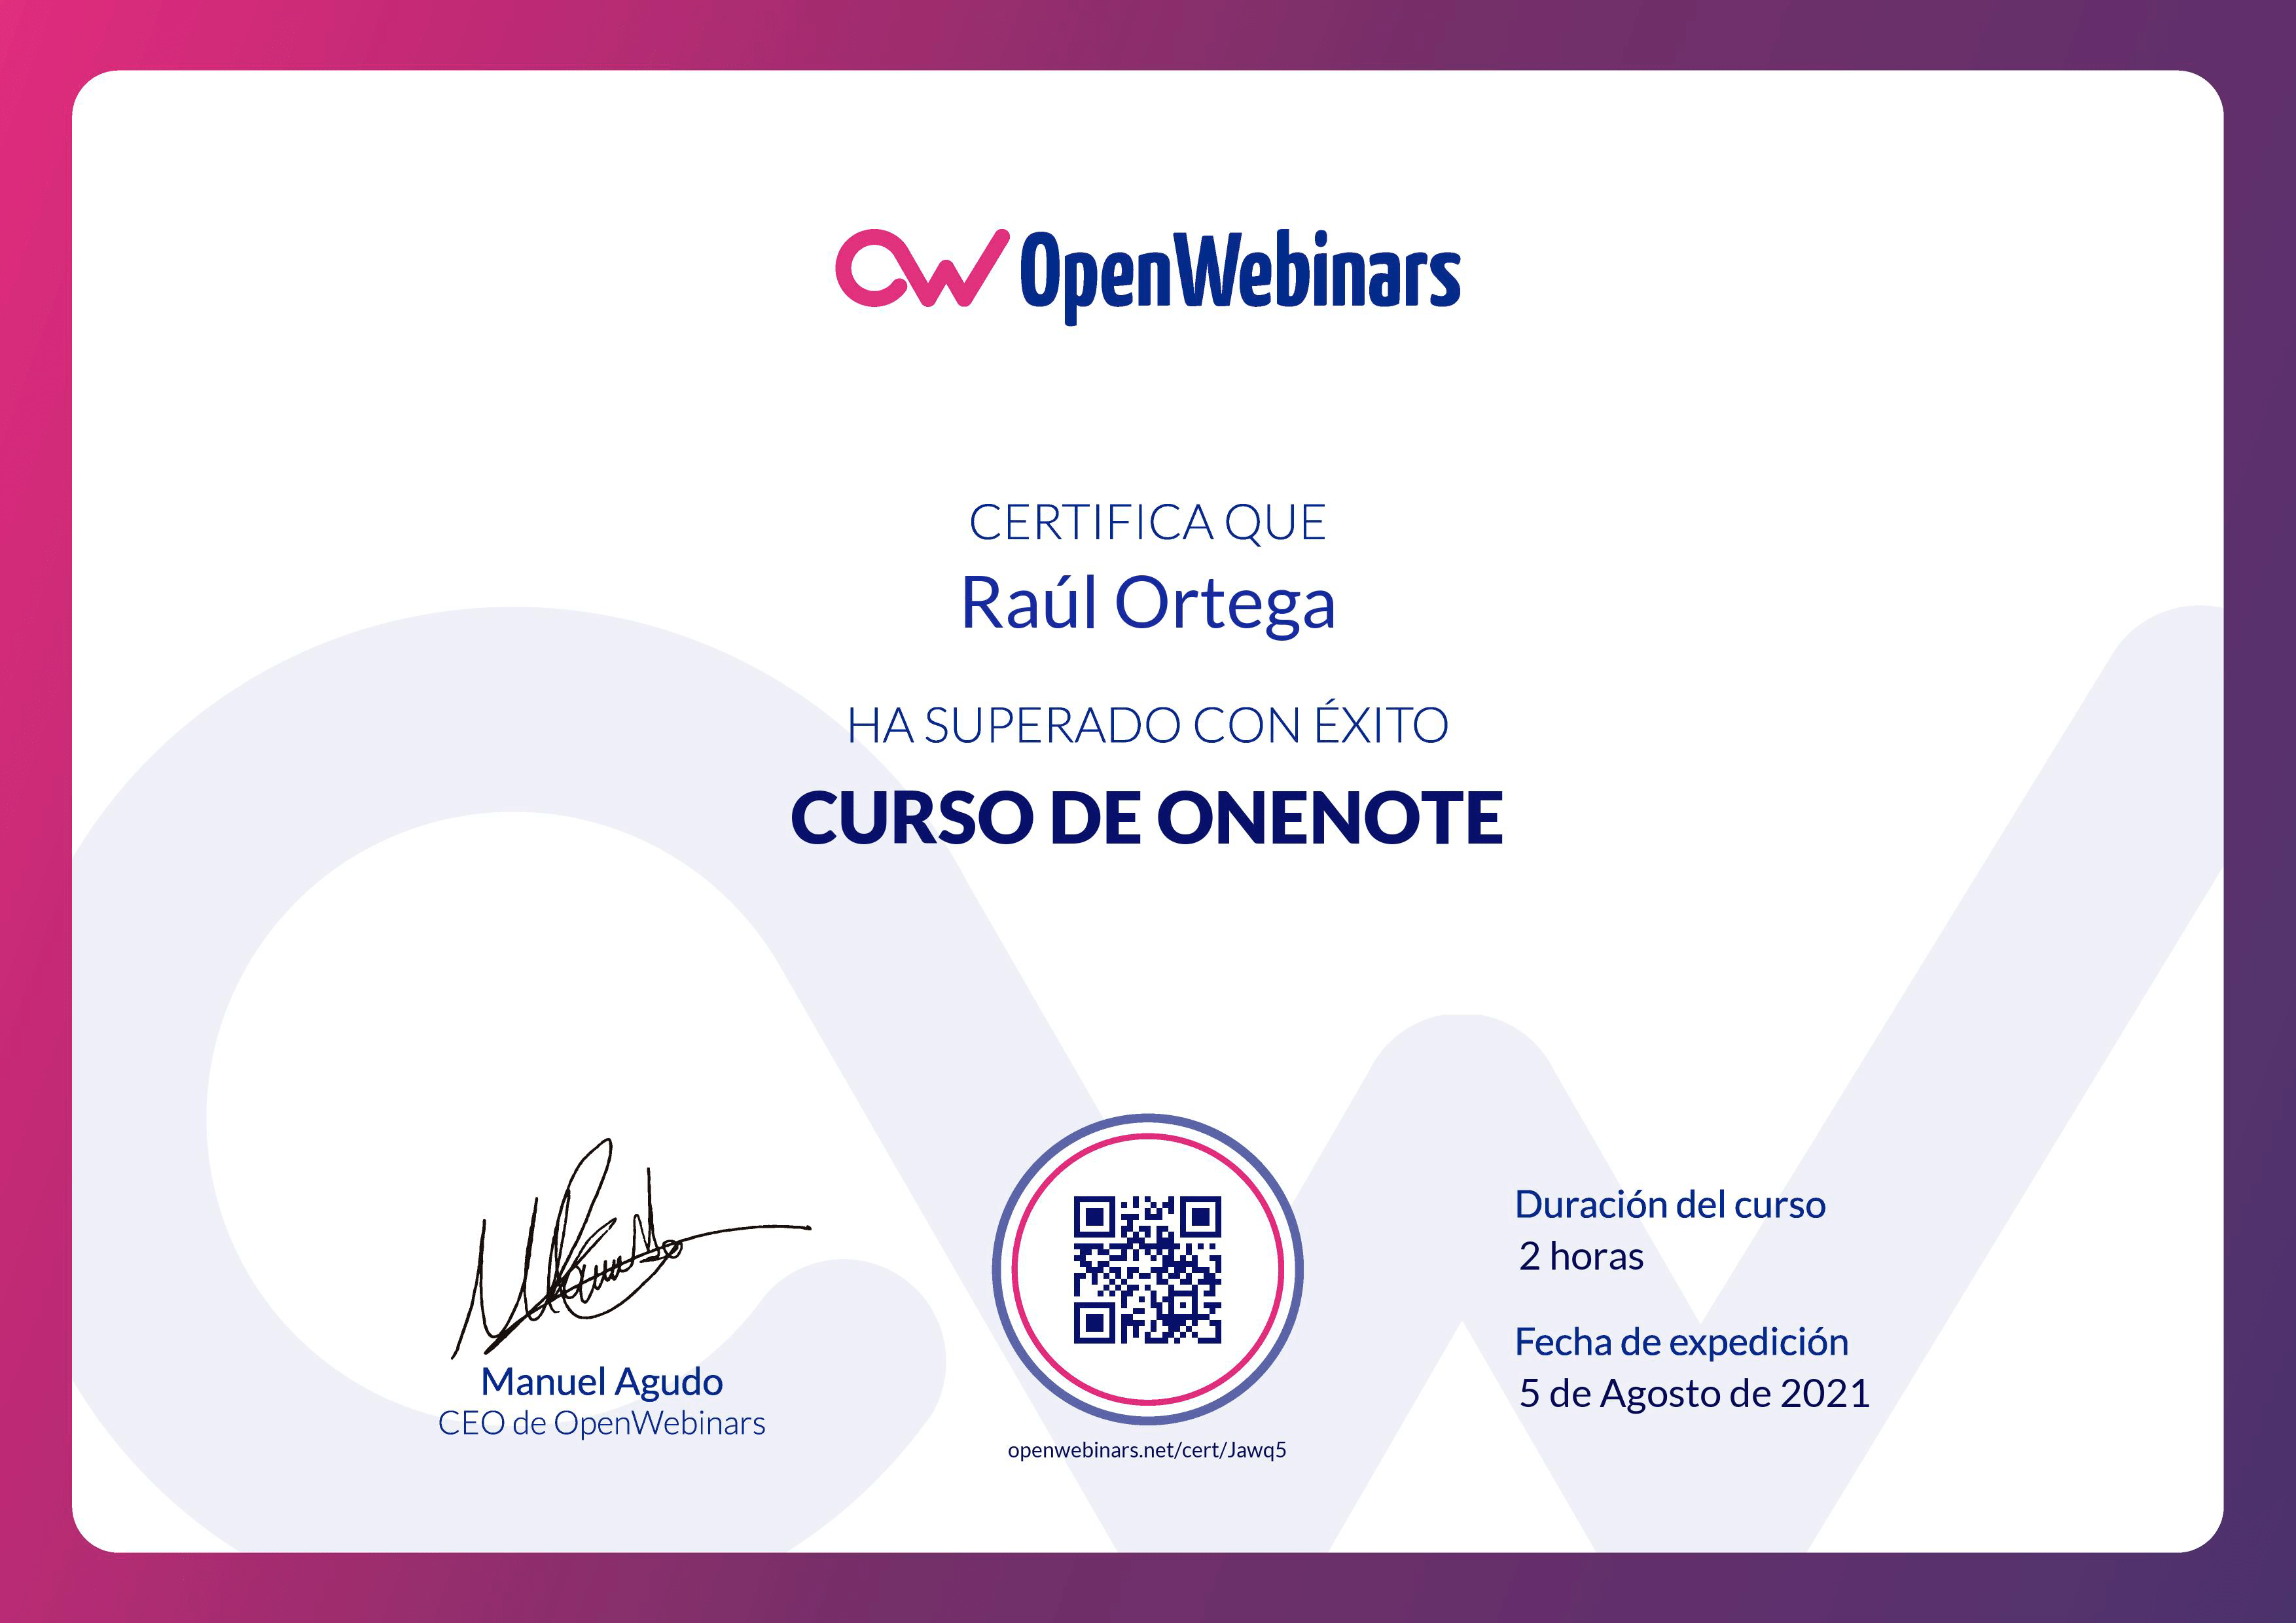 OpenWebinars
CERTIFICA QUE
Raúl Ortega
HA SUPERADO CON ÉXITO
CURSO DE ONENOTE
Manuel Agudo
CEO de OpenWebinars
openwebinars.net/cert/Jawq5
Duración del curso
2 horas
Fecha de expedición
5 de Agosto de 2021